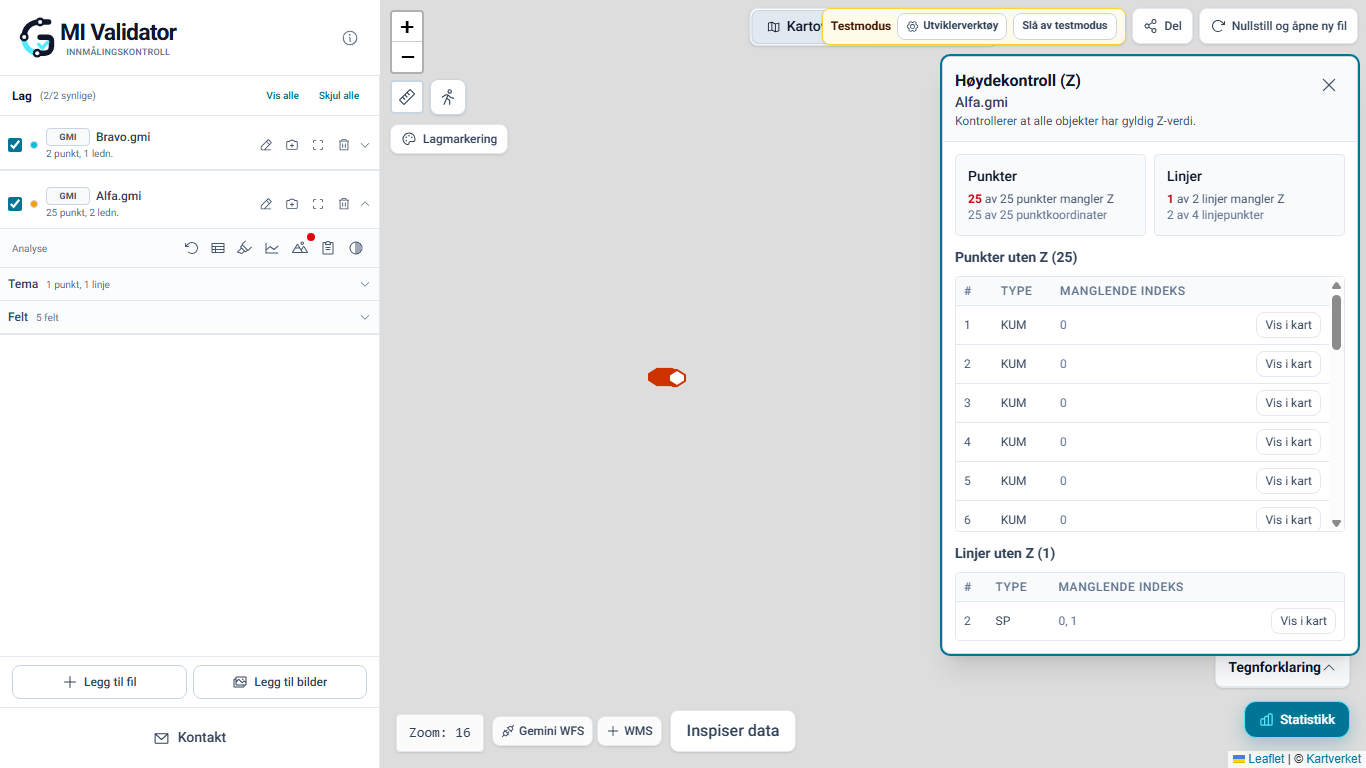 MI Validator
INNMÅLINGSKONTROLL
Lag (2/2 synlige) Vis alle Skjul alle
GMI Bravo.gmi
2 punkt, 1 ledn.
GMI Alfa.gmi
25 punkt, 2 ledn.
Analyse
Tema 1 punkt, 1 linje
Felt 5 felt
Legg til fil Legg til bilder
Kontakt
+
−
Lagmarkering
Testmodus Utviklerverktøy Slå av testmodus
Del
Nullstill og åpne ny fil
Høydekontroll (Z)
Alfa.gmi
Kontrollerer at alle objekter har gyldig Z-verdi.
Punkter
25 av 25 punkter mangler Z
25 av 25 punktkoordinater
Linjer
1 av 2 linjer mangler Z
2 av 4 linjepunkter
Punkter uten Z (25)
# TYPE MANGLENDE INDEKS
1 KUM 0 Vis i kart
2 KUM 0 Vis i kart
3 KUM 0 Vis i kart
4 KUM 0 Vis i kart
5 KUM 0 Vis i kart
6 KUM 0 Vis i kart
Linjer uten Z (1)
# TYPE MANGLENDE INDEKS
2 SP 0, 1 Vis i kart
Tegnforklaring
Statistikk
Zoom: 16
Gemini WFS
WMS
Inspiser data
Leaflet | © Kartverket